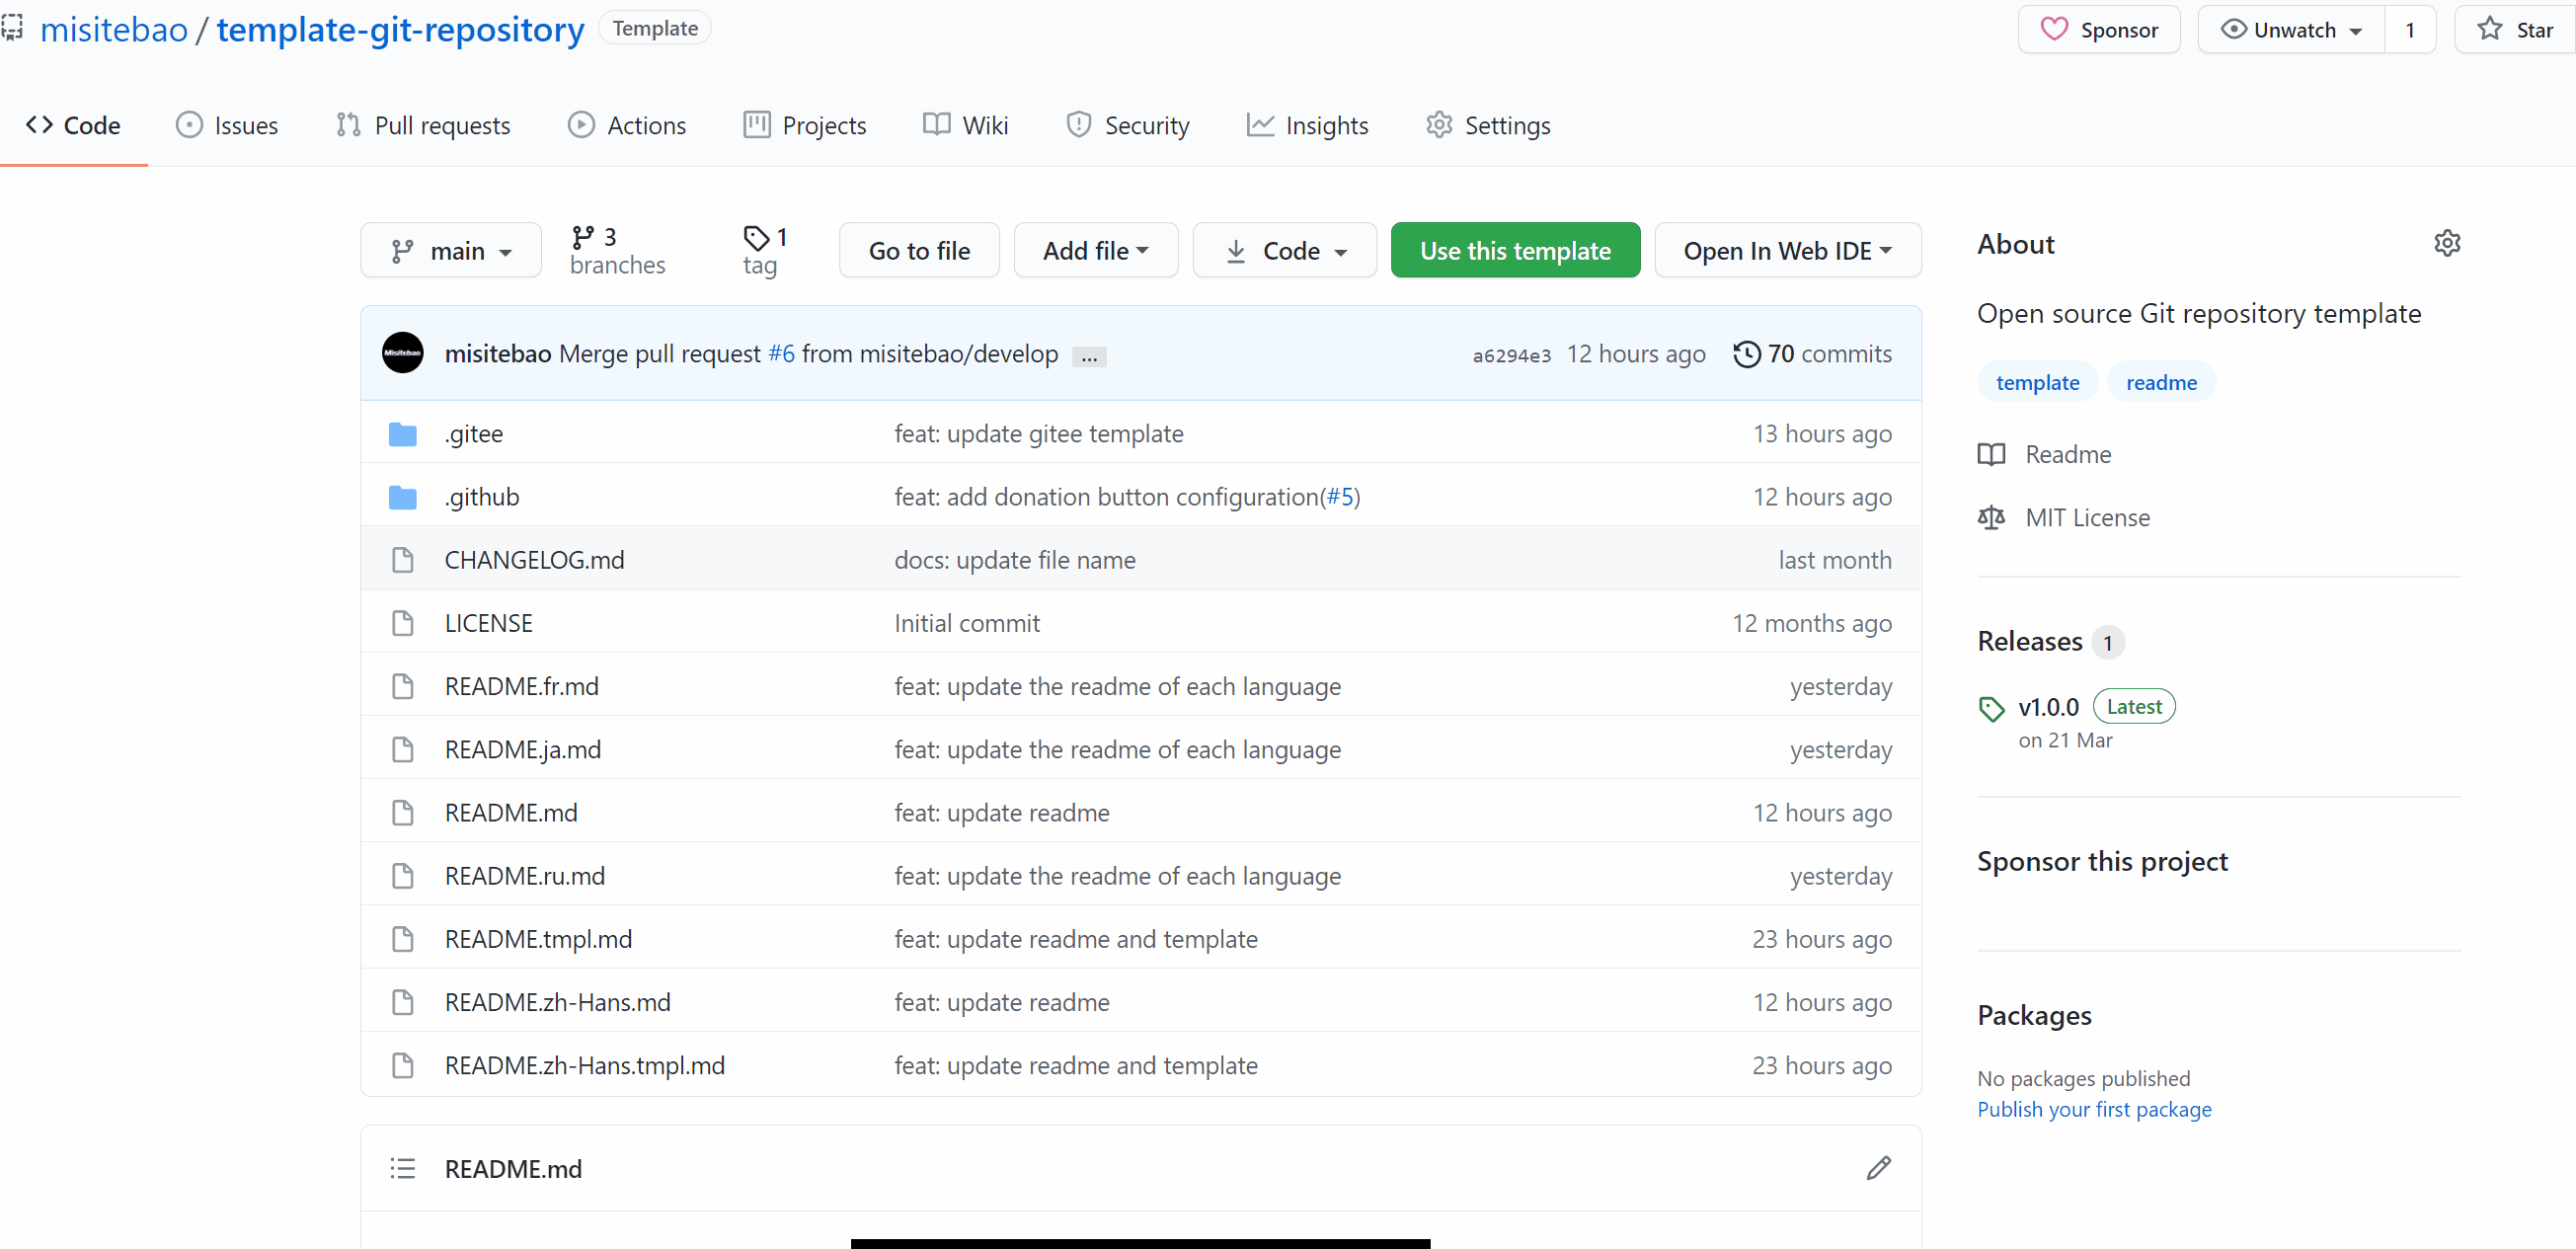 misitebao / template-git-repository Template
Sponsor Unwatch 1 Star
Code Issues Pull requests Actions Projects Wiki Security Insights Settings
main 3 branches 1 tag Go to file Add file Code Use this template Open In Web IDE
misitebao Merge pull request #6 from misitebao/develop ... a6294e3 12 hours ago 70 commits
.gitee feat: update gitee template 13 hours ago
.github feat: add donation button configuration(#5) 12 hours ago
CHANGELOG.md docs: update file name last month
LICENSE Initial commit 12 months ago
README.fr.md feat: update the readme of each language yesterday
README.ja.md feat: update the readme of each language yesterday
README.md feat: update readme 12 hours ago
README.ru.md feat: update the readme of each language yesterday
README.tmpl.md feat: update readme and template 23 hours ago
README.zh-Hans.md feat: update readme 12 hours ago
README.zh-Hans.tmpl.md feat: update readme and template 23 hours ago
README.md
About
Open source Git repository template
template readme
Readme
MIT License
Releases 1
v1.0.0 Latest
on 21 Mar
Sponsor this project
Packages
No packages published
Publish your first package